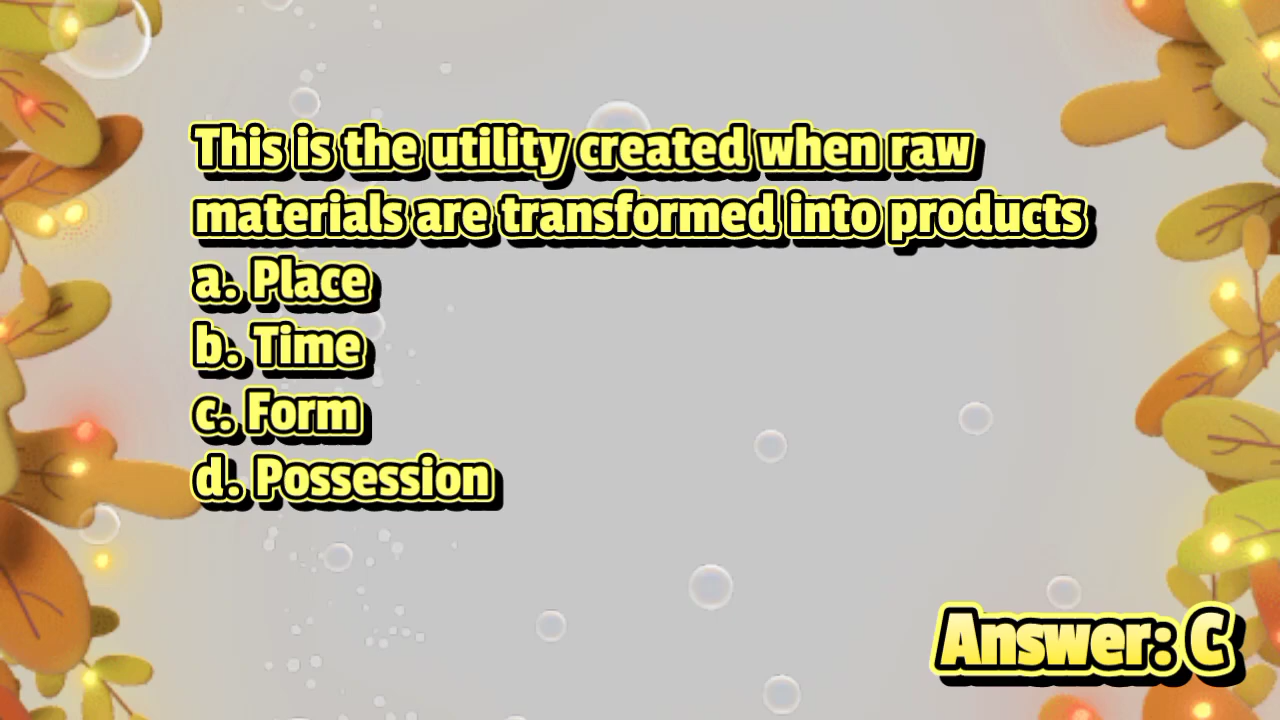 This is the utility created when raw
materials are transformed into products
a. Place
b. Time
c. Form
d. Possession
Answer: C